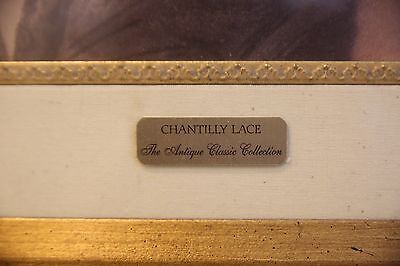 CHANTILLY LACE
The Antique Classic Collection